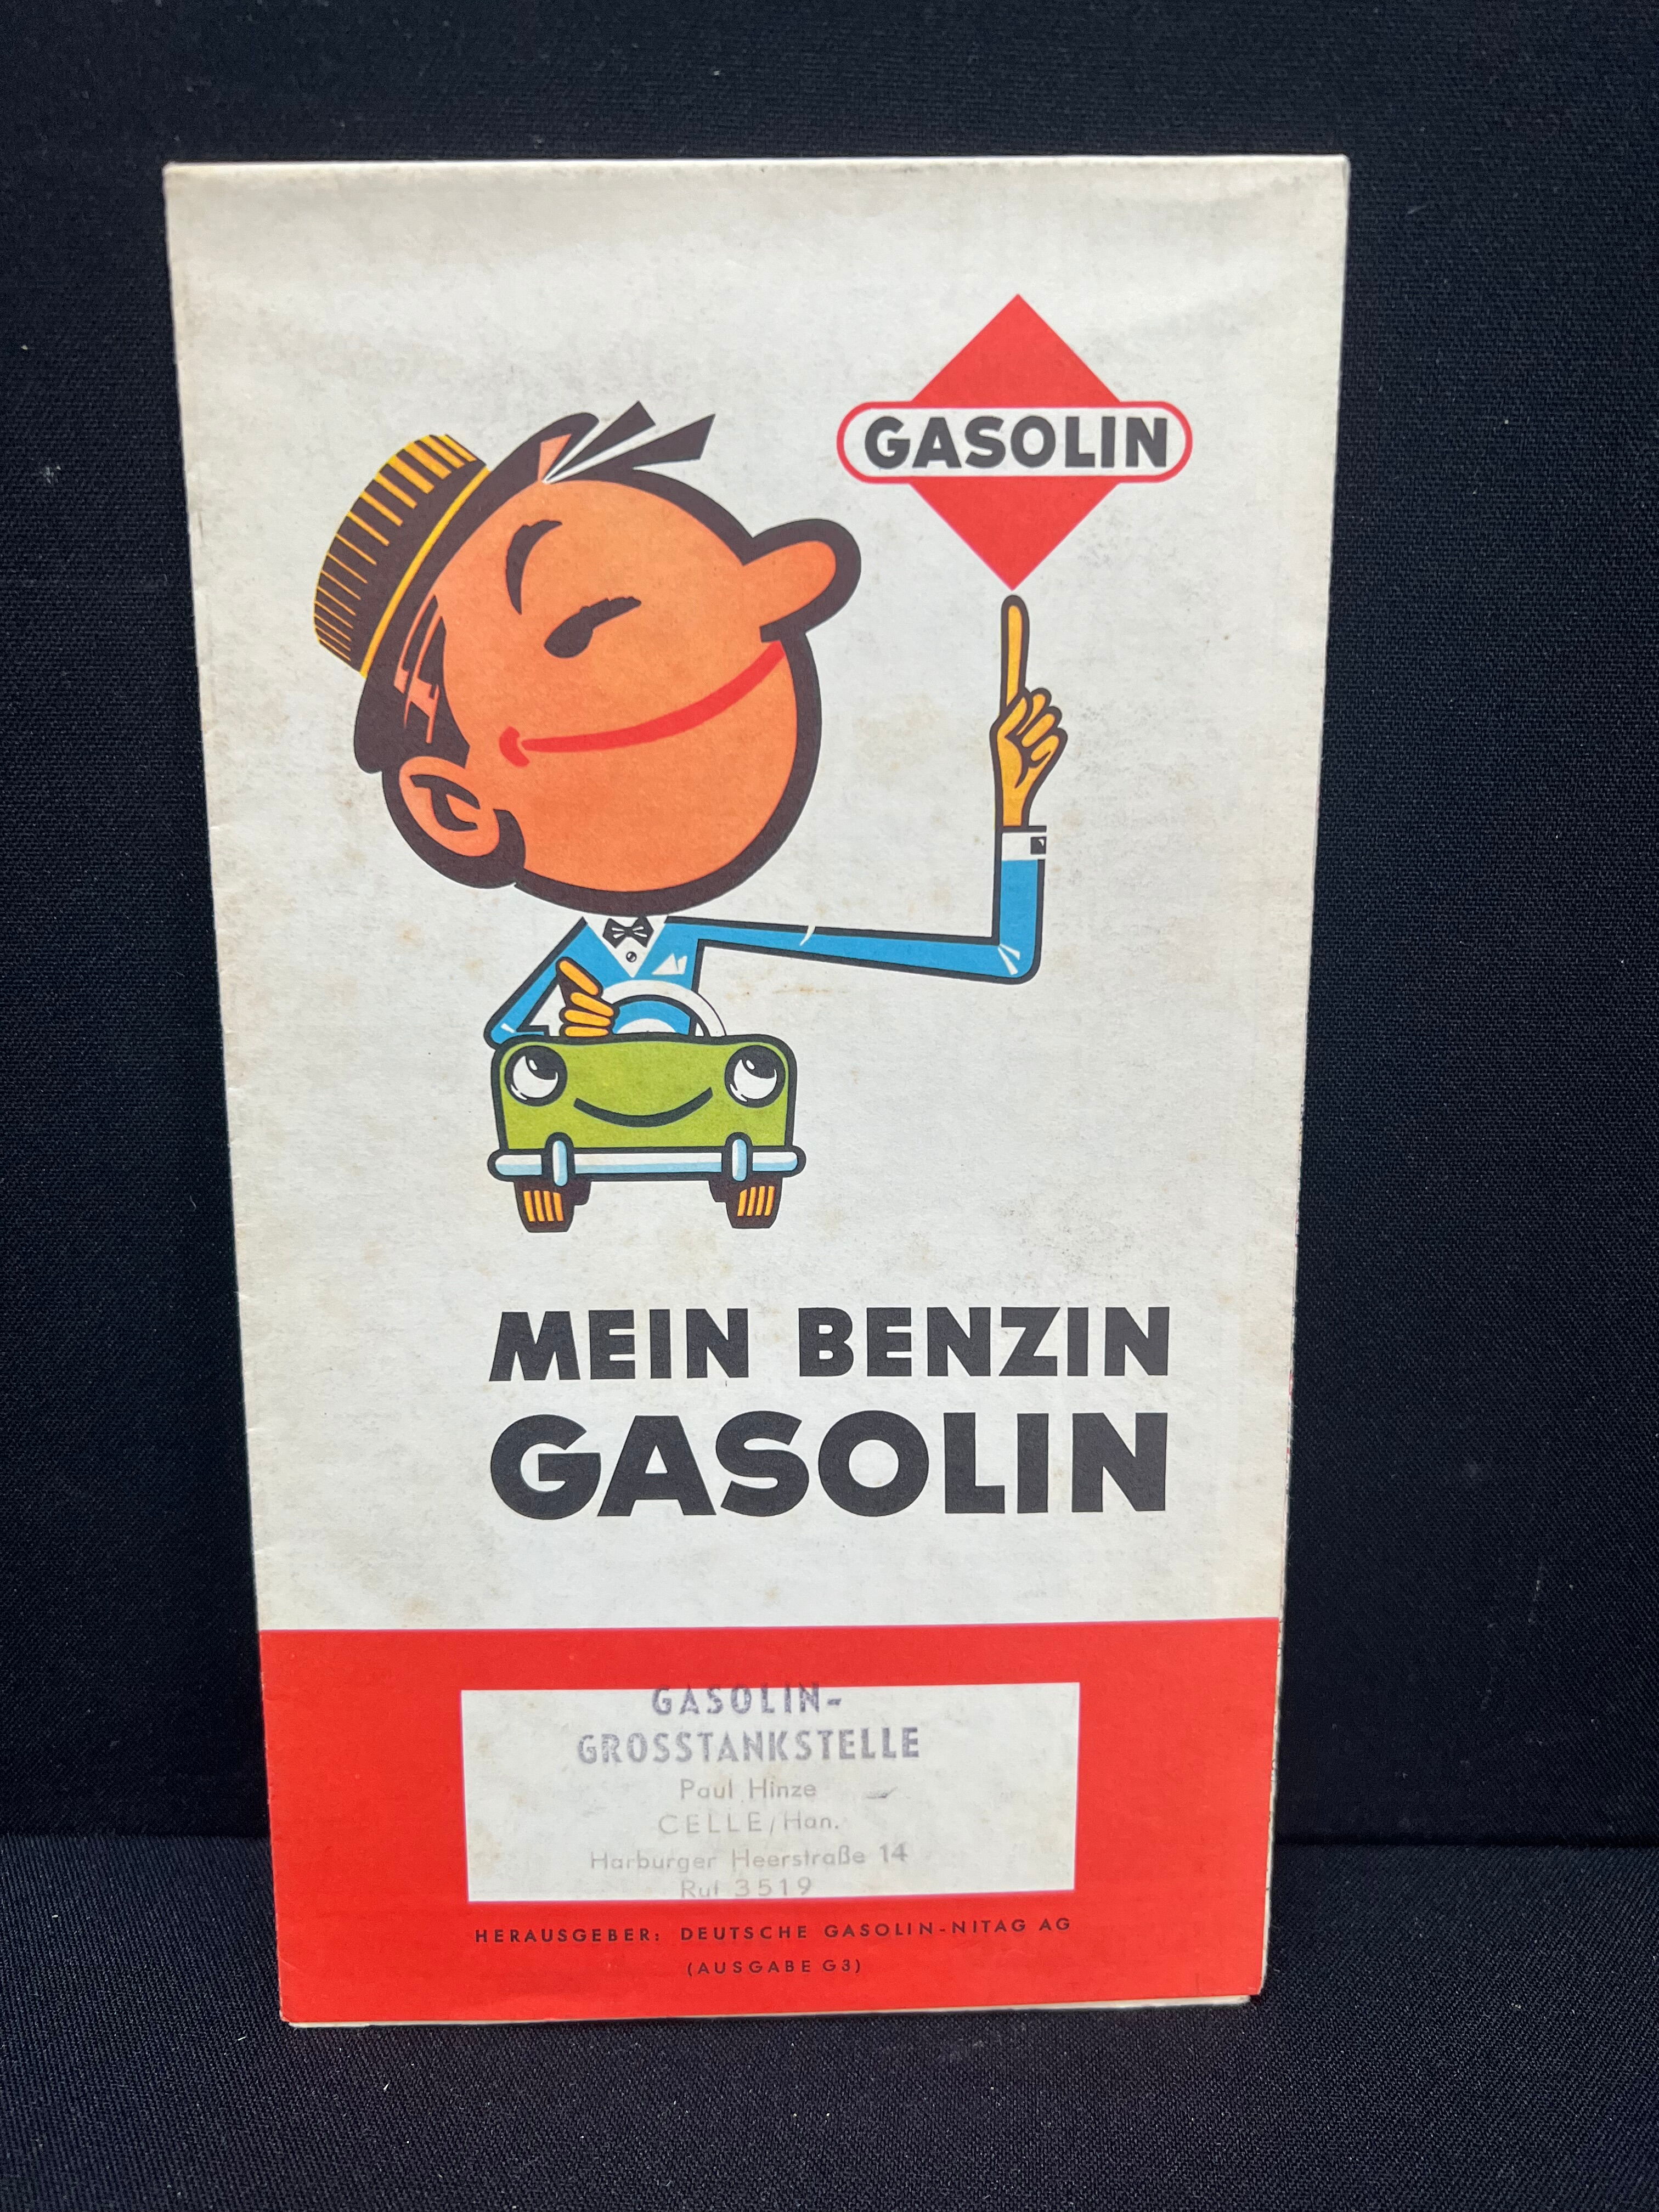 GASOLIN
MEIN BENZIN
GASOLIN
GASOLIN-
GROSSTANKSTELLE
Paul Hinze
CELLE/Han.
Harburger Heerstraße 14
Ruf 3519
HERAUSGEBER: DEUTSCHE GASOLIN-NITAG AG
(AUSGABE G3)